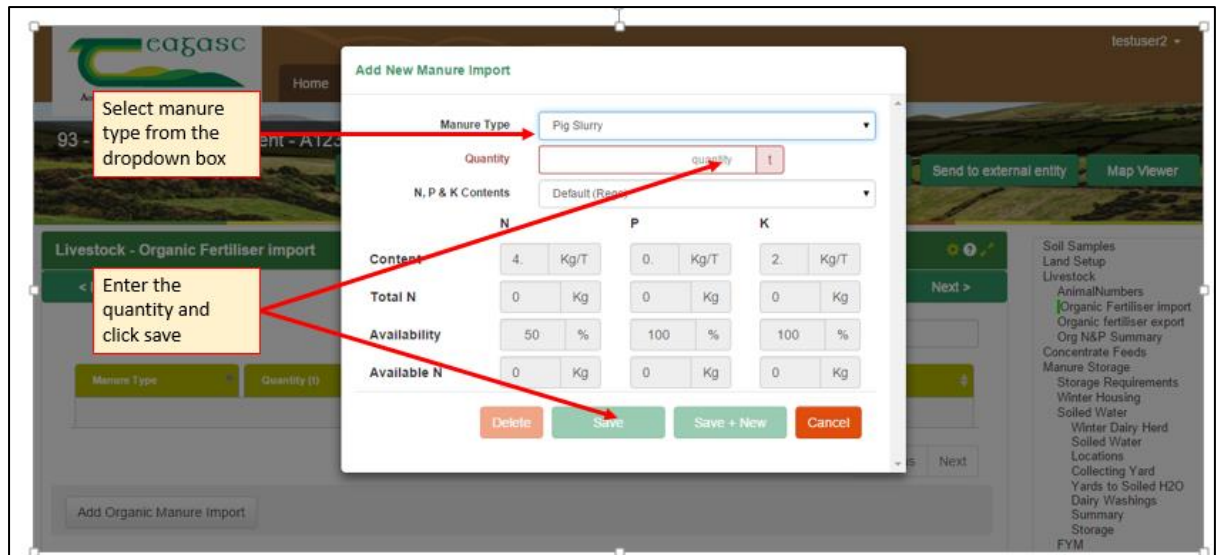 eagasc
testuser2
Home
Add New Manure Import
Select manure
type from the
dropdown box
Manure Type
Pig Slurry
93 -
ent - A123
Quantity
quantity
t
Send to external entity
Map Viewer
N, P & K Contents
Default (Regs)
N
P
K
Livestock - Organic Fertiliser import
Content
4.
Kg/T
0.
Kg/T
2.
Kg/T
Next >
Enter the
quantity and
click save
Total N
0
Kg
0
Kg
0
Kg
Availability
50
%
100
%
100
%
Manure Type
Quantity (t)
Available N
0
Kg
0
Kg
0
Kg
Delete
Save
Save + New
Cancel
Next
Add Organic Manure Import
Soil Samples
Land Setup
Livestock
AnimalNumbers
Organic Fertiliser import
Organic fertiliser export
Org N&P Summary
Concentrate Feeds
Manure Storage
Storage Requirements
Winter Housing
Soiled Water
Winter Dairy Herd
Soiled Water
Locations
Collecting Yard
Yards to Soiled H2O
Dairy Washings
Summary
Storage
FYM